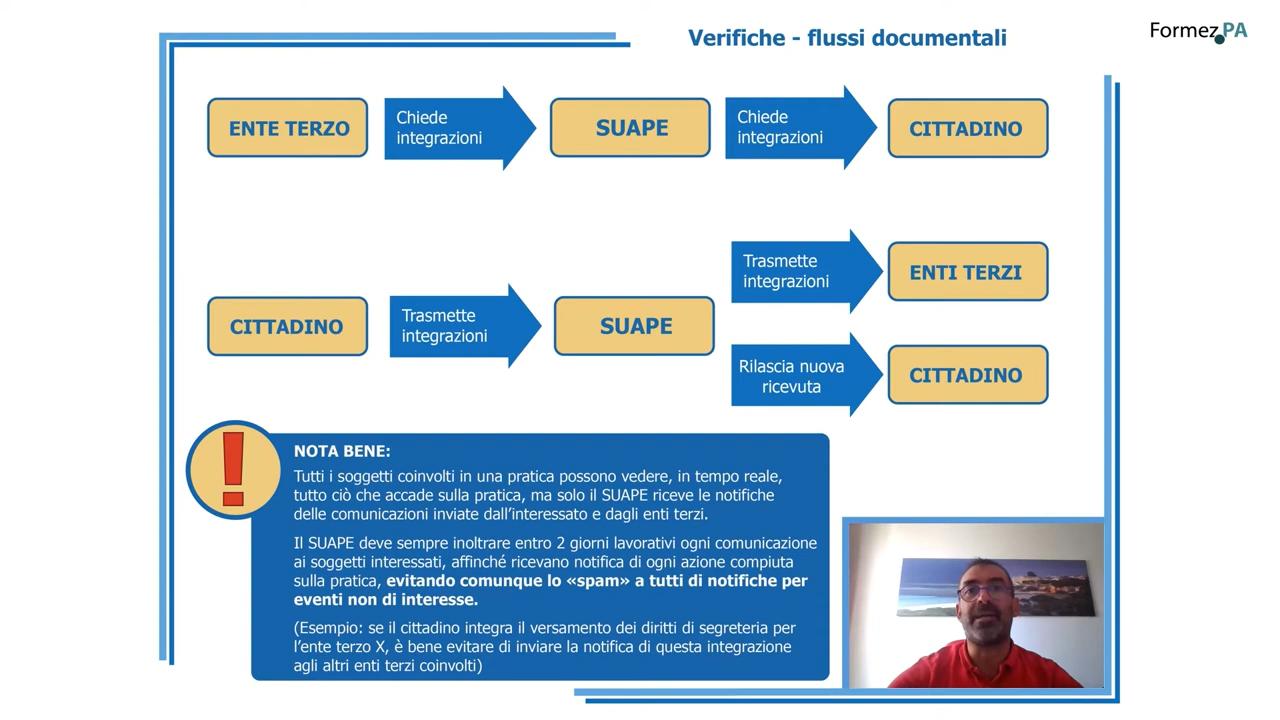 Verifiche - flussi documentali
Formez PA
ENTE TERZO
Chiede
integrazioni
SUAPE
Chiede
integrazioni
CITTADINO
CITTADINO
Trasmette
integrazioni
SUAPE
Trasmette
integrazioni
ENTI TERZI
Rilascia nuova
ricevuta
CITTADINO
NOTA BENE:
Tutti i soggetti coinvolti in una pratica possono vedere, in tempo reale,
tutto ciò che accade sulla pratica, ma solo il SUAPE riceve le notifiche
delle comunicazioni inviate dall’interessato e dagli enti terzi.
Il SUAPE deve sempre inoltrare entro 2 giorni lavorativi ogni comunicazione
ai soggetti interessati, affinché ricevano notifica di ogni azione compiuta
sulla pratica, evitando comunque lo «spam» a tutti di notifiche per
eventi non di interesse.
(Esempio: se il cittadino integra il versamento dei diritti di segreteria per
l’ente terzo X, è bene evitare di inviare la notifica di questa integrazione
agli altri enti terzi coinvolti)